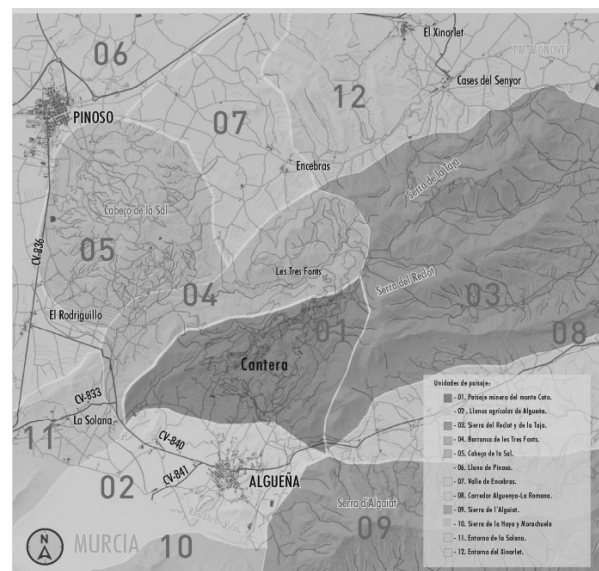 06
El Xinorlet
T.M. MONOVER
Cases del Senyor
PINOSO
07
12
Encebras
Serra de la Taja
Cabeço de la Sal
05
CV-836
Les Tres Fonts
Serra del Reclot
03
04
El Rodriguillo
01
08
Cantera
CV-833
La Solana
11
CV-840
CV-841
02
ALGUEÑA
Serra d'Algaiat
09
10
N
MURCIA
Unidades de paisaje:
- 01. Paisaje minero del monte Coto.
- 02. Llanos agrícolas de Algueña.
- 03. Sierra del Reclot y de la Taja.
- 04. Barranco de les Tres Fonts.
- 05. Cabeço de la Sal.
- 06. Llano de Pinoso.
- 07. Valle de Encebras.
- 08. Corredor Alguenya-La Romana.
- 09. Sierra de l'Algaiat.
- 10. Sierra de la Hoya y Marachuela
- 11. Entorno de la Solana.
- 12. Entorno del Xinorlet.